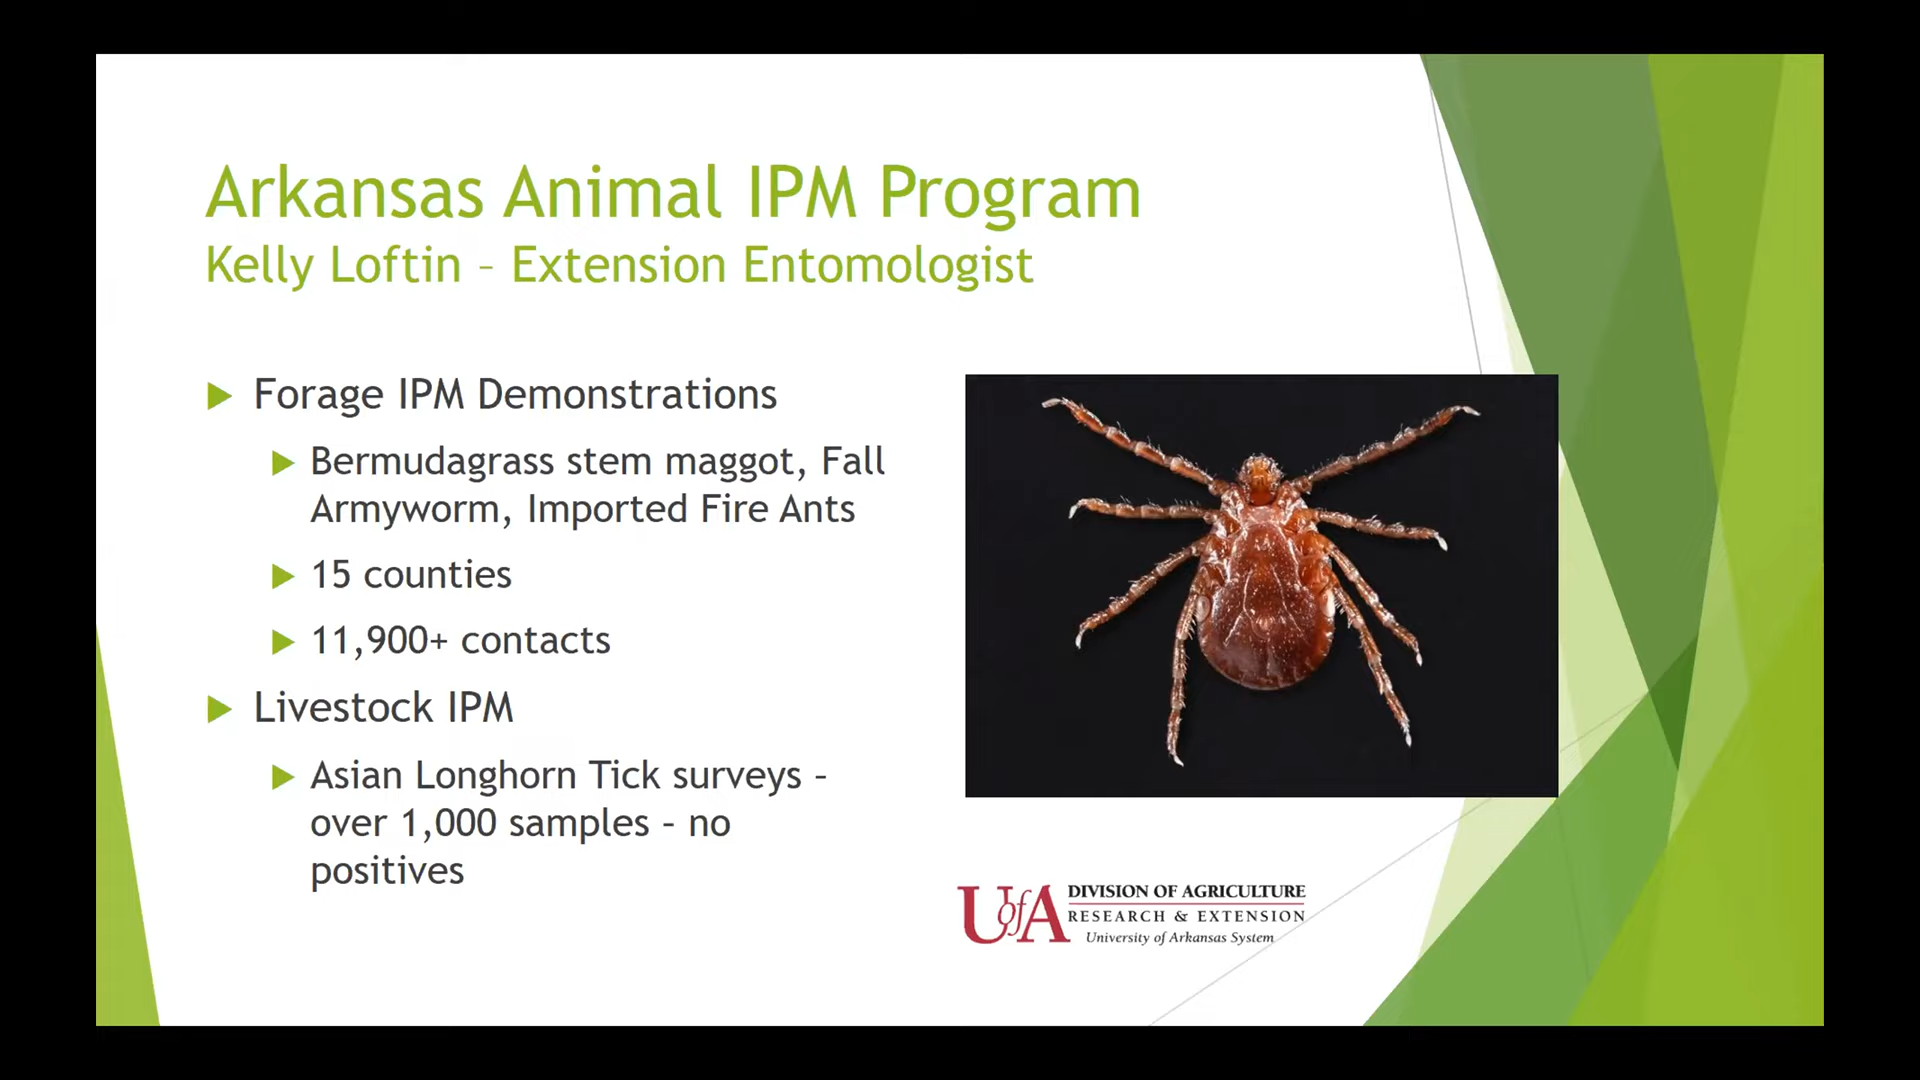 Arkansas Animal IPM Program
Kelly Loftin – Extension Entomologist
Forage IPM Demonstrations
Bermudagrass stem maggot, Fall
Armyworm, Imported Fire Ants
15 counties
11,900+ contacts
Livestock IPM
Asian Longhorn Tick surveys –
over 1,000 samples – no
positives
UofA
DIVISION OF AGRICULTURE
RESEARCH & EXTENSION
University of Arkansas System